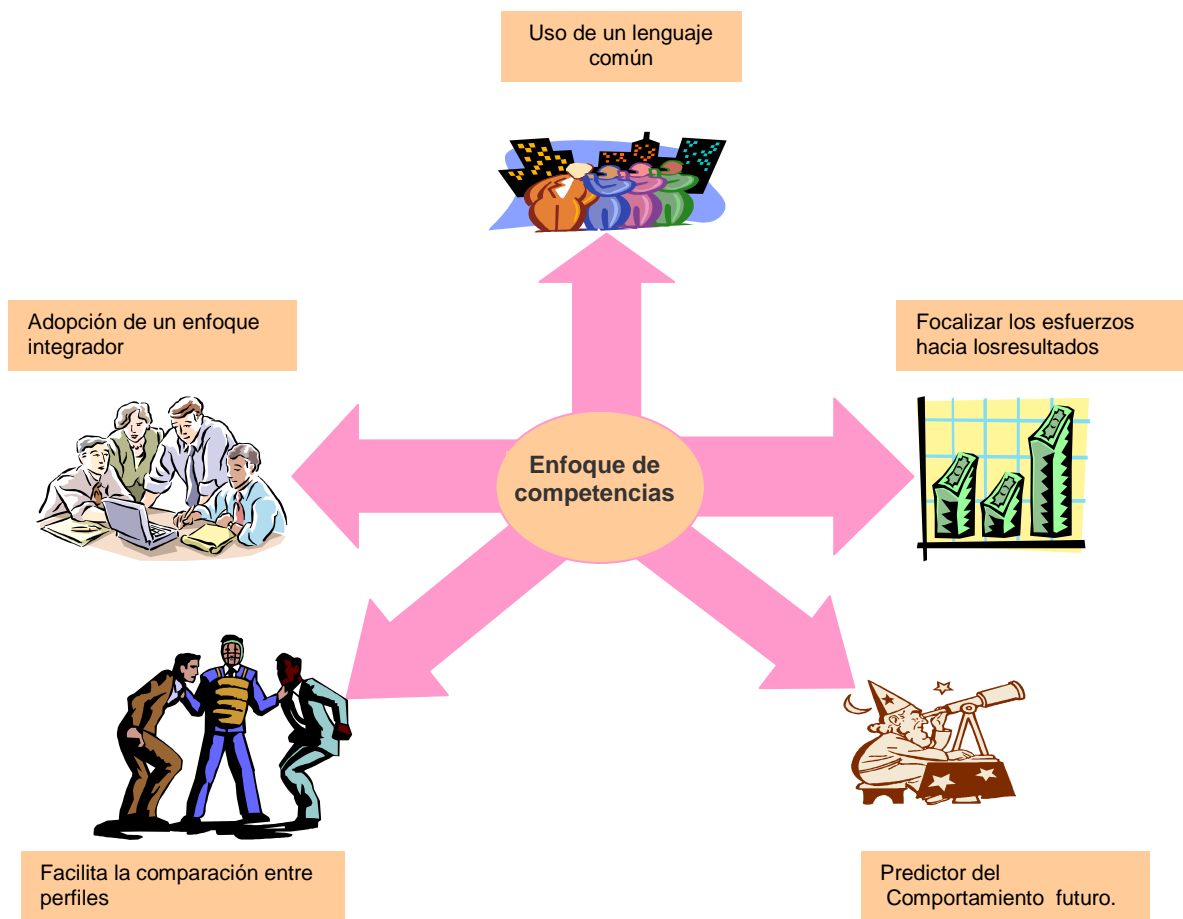 Uso de un lenguaje
común
Adopción de un enfoque
integrador
Focalizar los esfuerzos
hacia losresultados
Enfoque de
competencias
Facilita la comparación entre
perfiles
Predictor del
Comportamiento futuro.